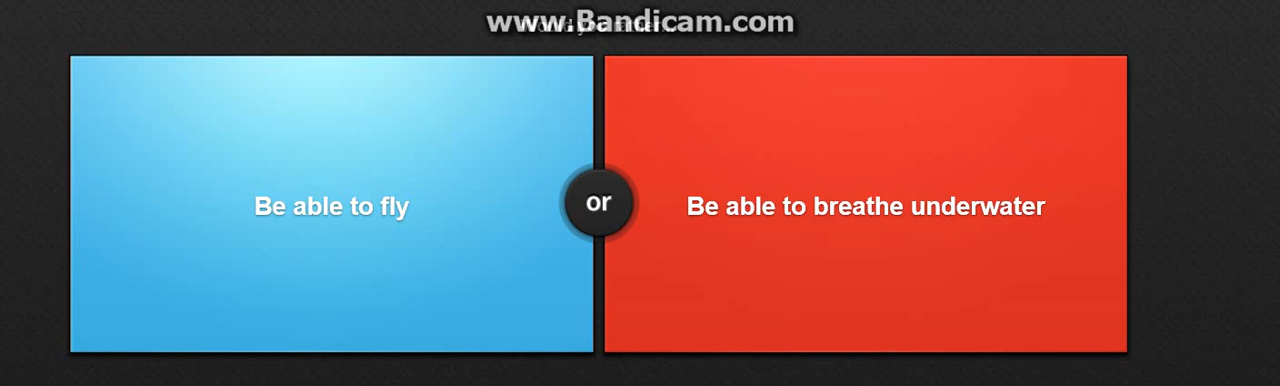 www.Bandicam.com
Be able to fly
or
Be able to breathe underwater